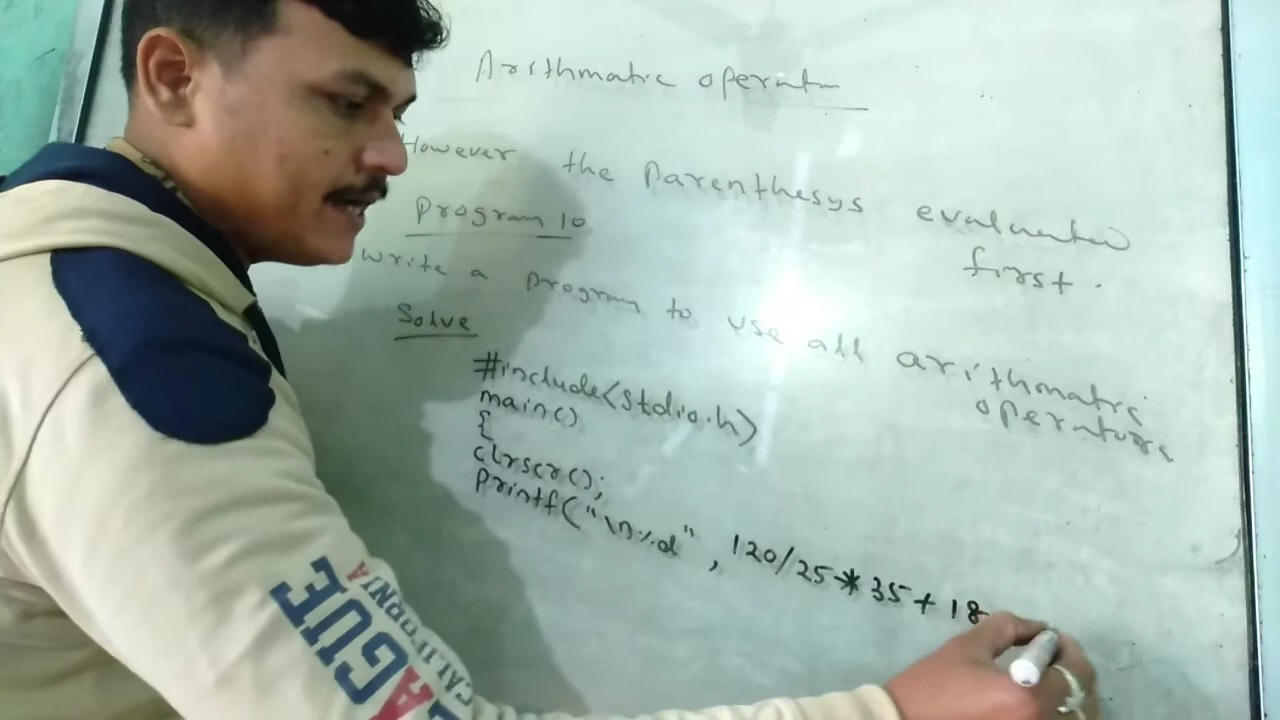 Arithmatic operator
However the Parenthesys evaluated
first.
Program 10
write a program to use all arithmatic
operators
Solve
#include<stdio.h>
main()
{
clrscr();
printf("\n%d", 120/25*35+18
LEAGUE
CALIFORNIA